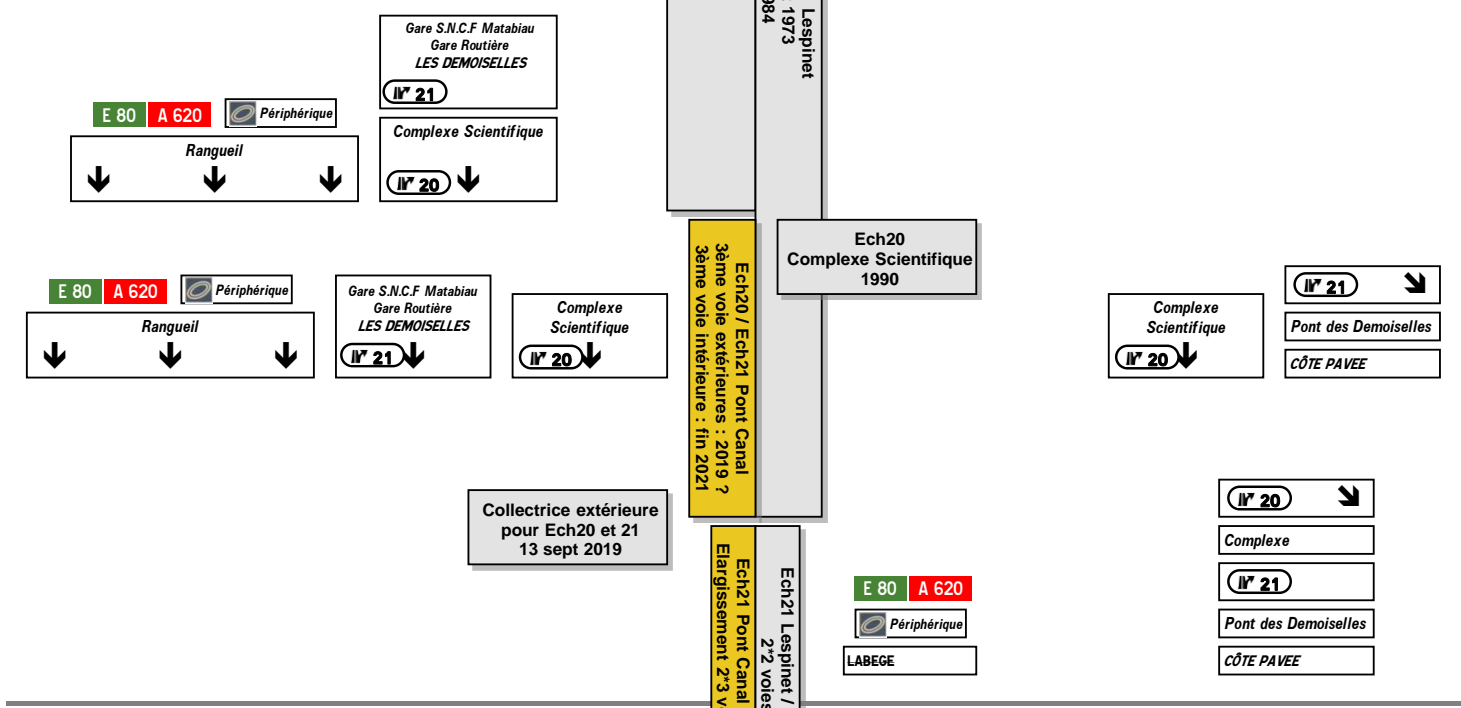 Lespinet
: 1973
984
Gare S.N.C.F Matabiau
Gare Routière
LES DEMOISELLES
21
E 80 A 620 Périphérique
Rangueil
Complexe Scientifique
20
Ech20
Complexe Scientifique
1990
Ech20 / Ech21 Pont Canal
3ème voie extérieures : 2019 ?
3ème voie intérieure : fin 2021
E 80 A 620 Périphérique
Rangueil
Gare S.N.C.F Matabiau
Gare Routière
LES DEMOISELLES
21
Complexe
Scientifique
20
Complexe
Scientifique
20
21
Pont des Demoiselles
CÔTE PAVEE
Collectrice extérieure
pour Ech20 et 21
13 sept 2019
Ech21 Pont Canal
Elargissement 2*3 v
Ech21 Lespinet /
2*2 voies
E 80 A 620
Périphérique
LABEGE
20
Complexe
21
Pont des Demoiselles
CÔTE PAVEE